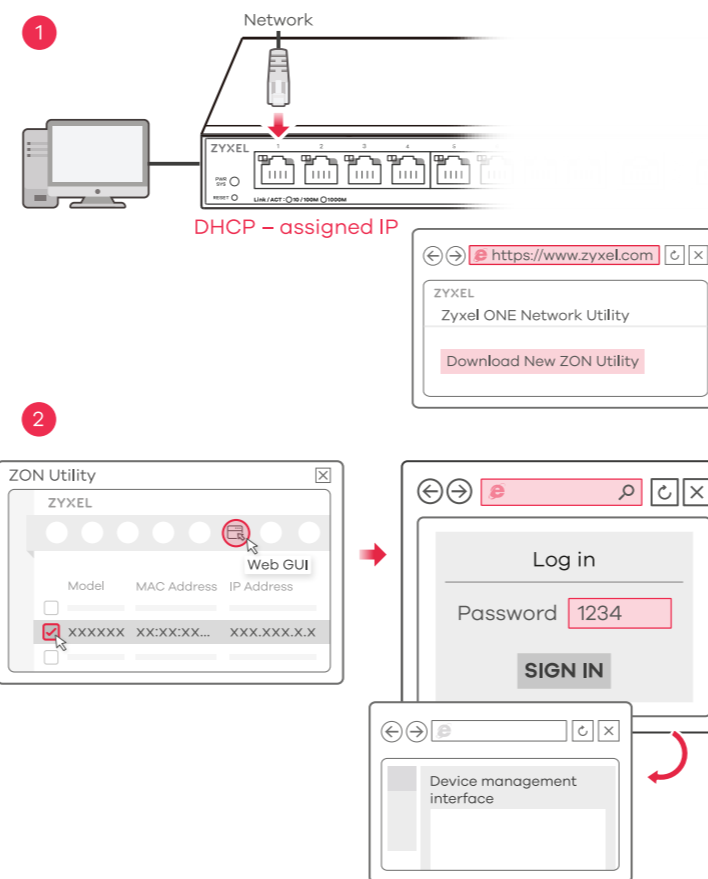 1
Network
ZYXEL
1 2 3 4 5
PWR
SYS
RESET
Link / ACT : 10 / 100M 1000M
DHCP – assigned IP
https://www.zyxel.com
ZYXEL
Zyxel ONE Network Utility
Download New ZON Utility
2
ZON Utility
ZYXEL
Web GUI
Model MAC Address IP Address
XXXXXX XX:XX:XX... XXX.XXX.X.X
Log in
Password 1234
SIGN IN
Device management
interface